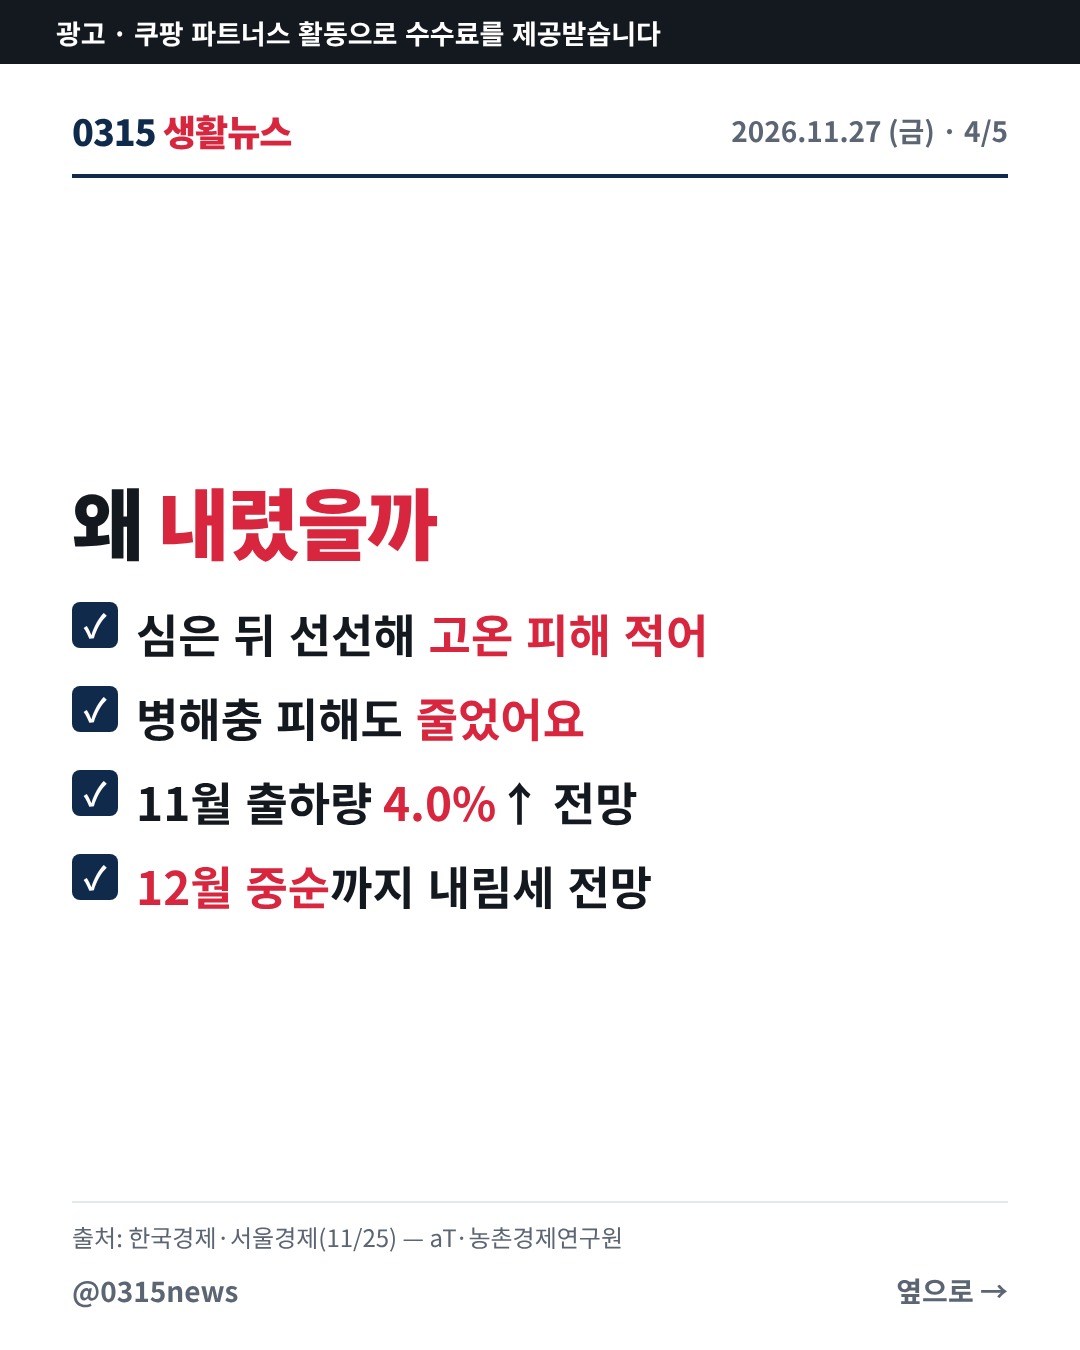 광고 · 쿠팡 파트너스 활동으로 수수료를 제공받습니다
0315 생활뉴스
2026.11.27 (금) · 4/5
왜 내렸을까
✓ 심은 뒤 선선해 고온 피해 적어
✓ 병해충 피해도 줄었어요
✓ 11월 출하량 4.0%↑ 전망
✓ 12월 중순까지 내림세 전망
출처: 한국경제·서울경제(11/25) — aT·농촌경제연구원
@0315news
옆으로 →